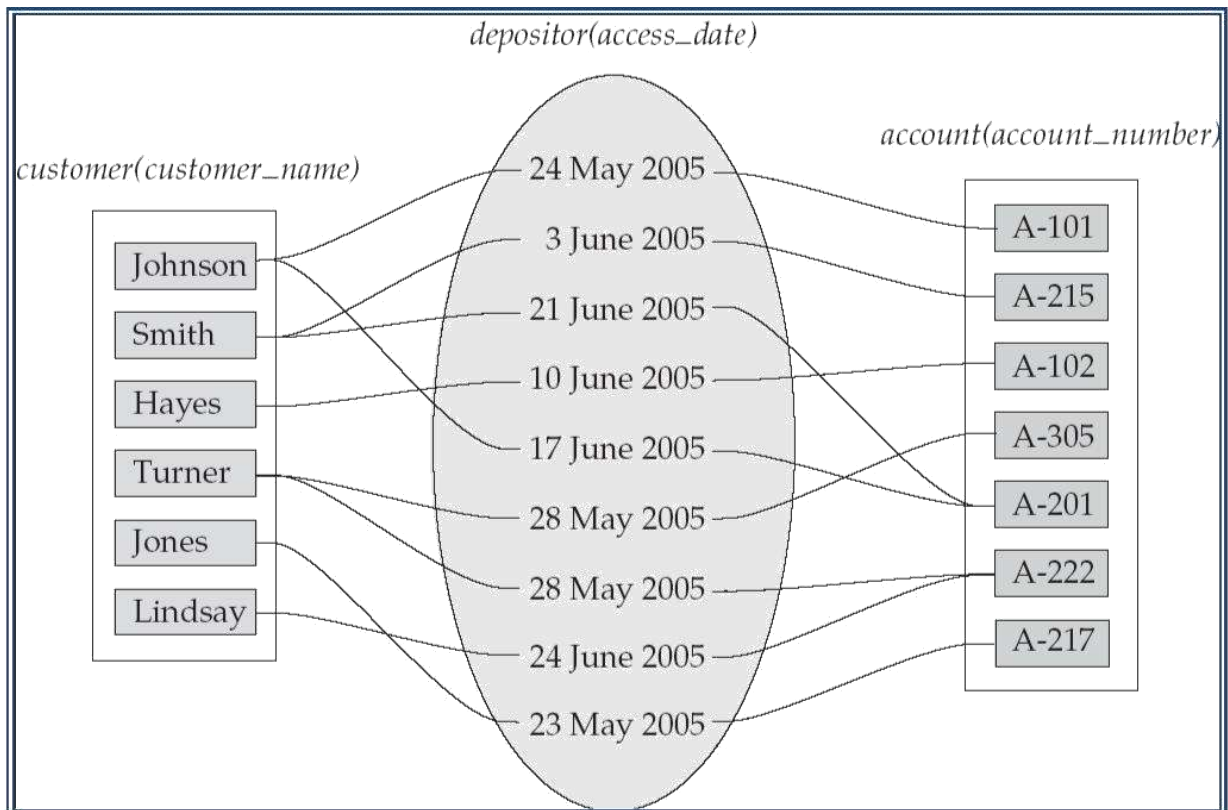 depositor(access_date)
customer(customer_name)
account(account_number)
Johnson
Smith
Hayes
Turner
Jones
Lindsay
24 May 2005
3 June 2005
21 June 2005
10 June 2005
17 June 2005
28 May 2005
28 May 2005
24 June 2005
23 May 2005
A-101
A-215
A-102
A-305
A-201
A-222
A-217